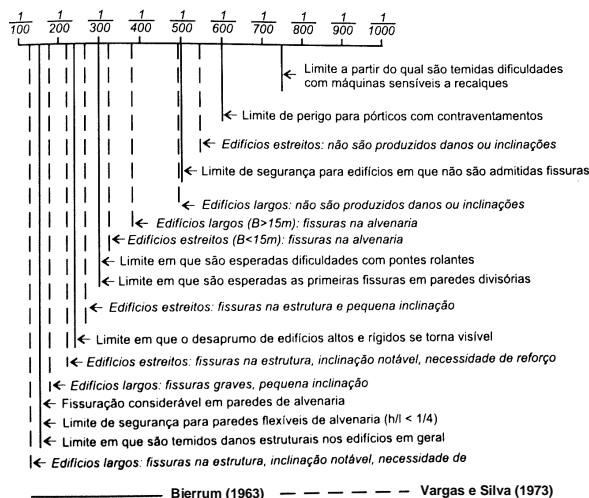 1/100 1/200 1/300 1/400 1/500 1/600 1/700 1/800 1/900 1/1000
Limite a partir do qual são temidas dificuldades
com máquinas sensíveis a recalques
Limite de perigo para pórticos com contraventamentos
Edifícios estreitos: não são produzidos danos ou inclinações
Limite de segurança para edifícios em que não são admitidas fissuras
Edifícios largos: não são produzidos danos ou inclinações
Edifícios largos (B>15m): fissuras na alvenaria
Edifícios estreitos (B<15m): fissuras na alvenaria
Limite em que são esperadas dificuldades com pontes rolantes
Limite em que são esperadas as primeiras fissuras em paredes divisórias
Edifícios estreitos: fissuras na estrutura e pequena inclinação
Limite em que o desaprumo de edifícios altos e rígidos se torna visível
Edifícios estreitos: fissuras na estrutura, inclinação notável, necessidade de reforço
Edifícios largos: fissuras graves, pequena inclinação
Fissuração considerável em paredes de alvenaria
Limite de segurança para paredes flexíveis de alvenaria (h/l < 1/4)
Limite em que são temidos danos estruturais nos edifícios em geral
Edifícios largos: fissuras na estrutura, inclinação notável, necessidade de
Bierrum (1963) Vargas e Silva (1973)